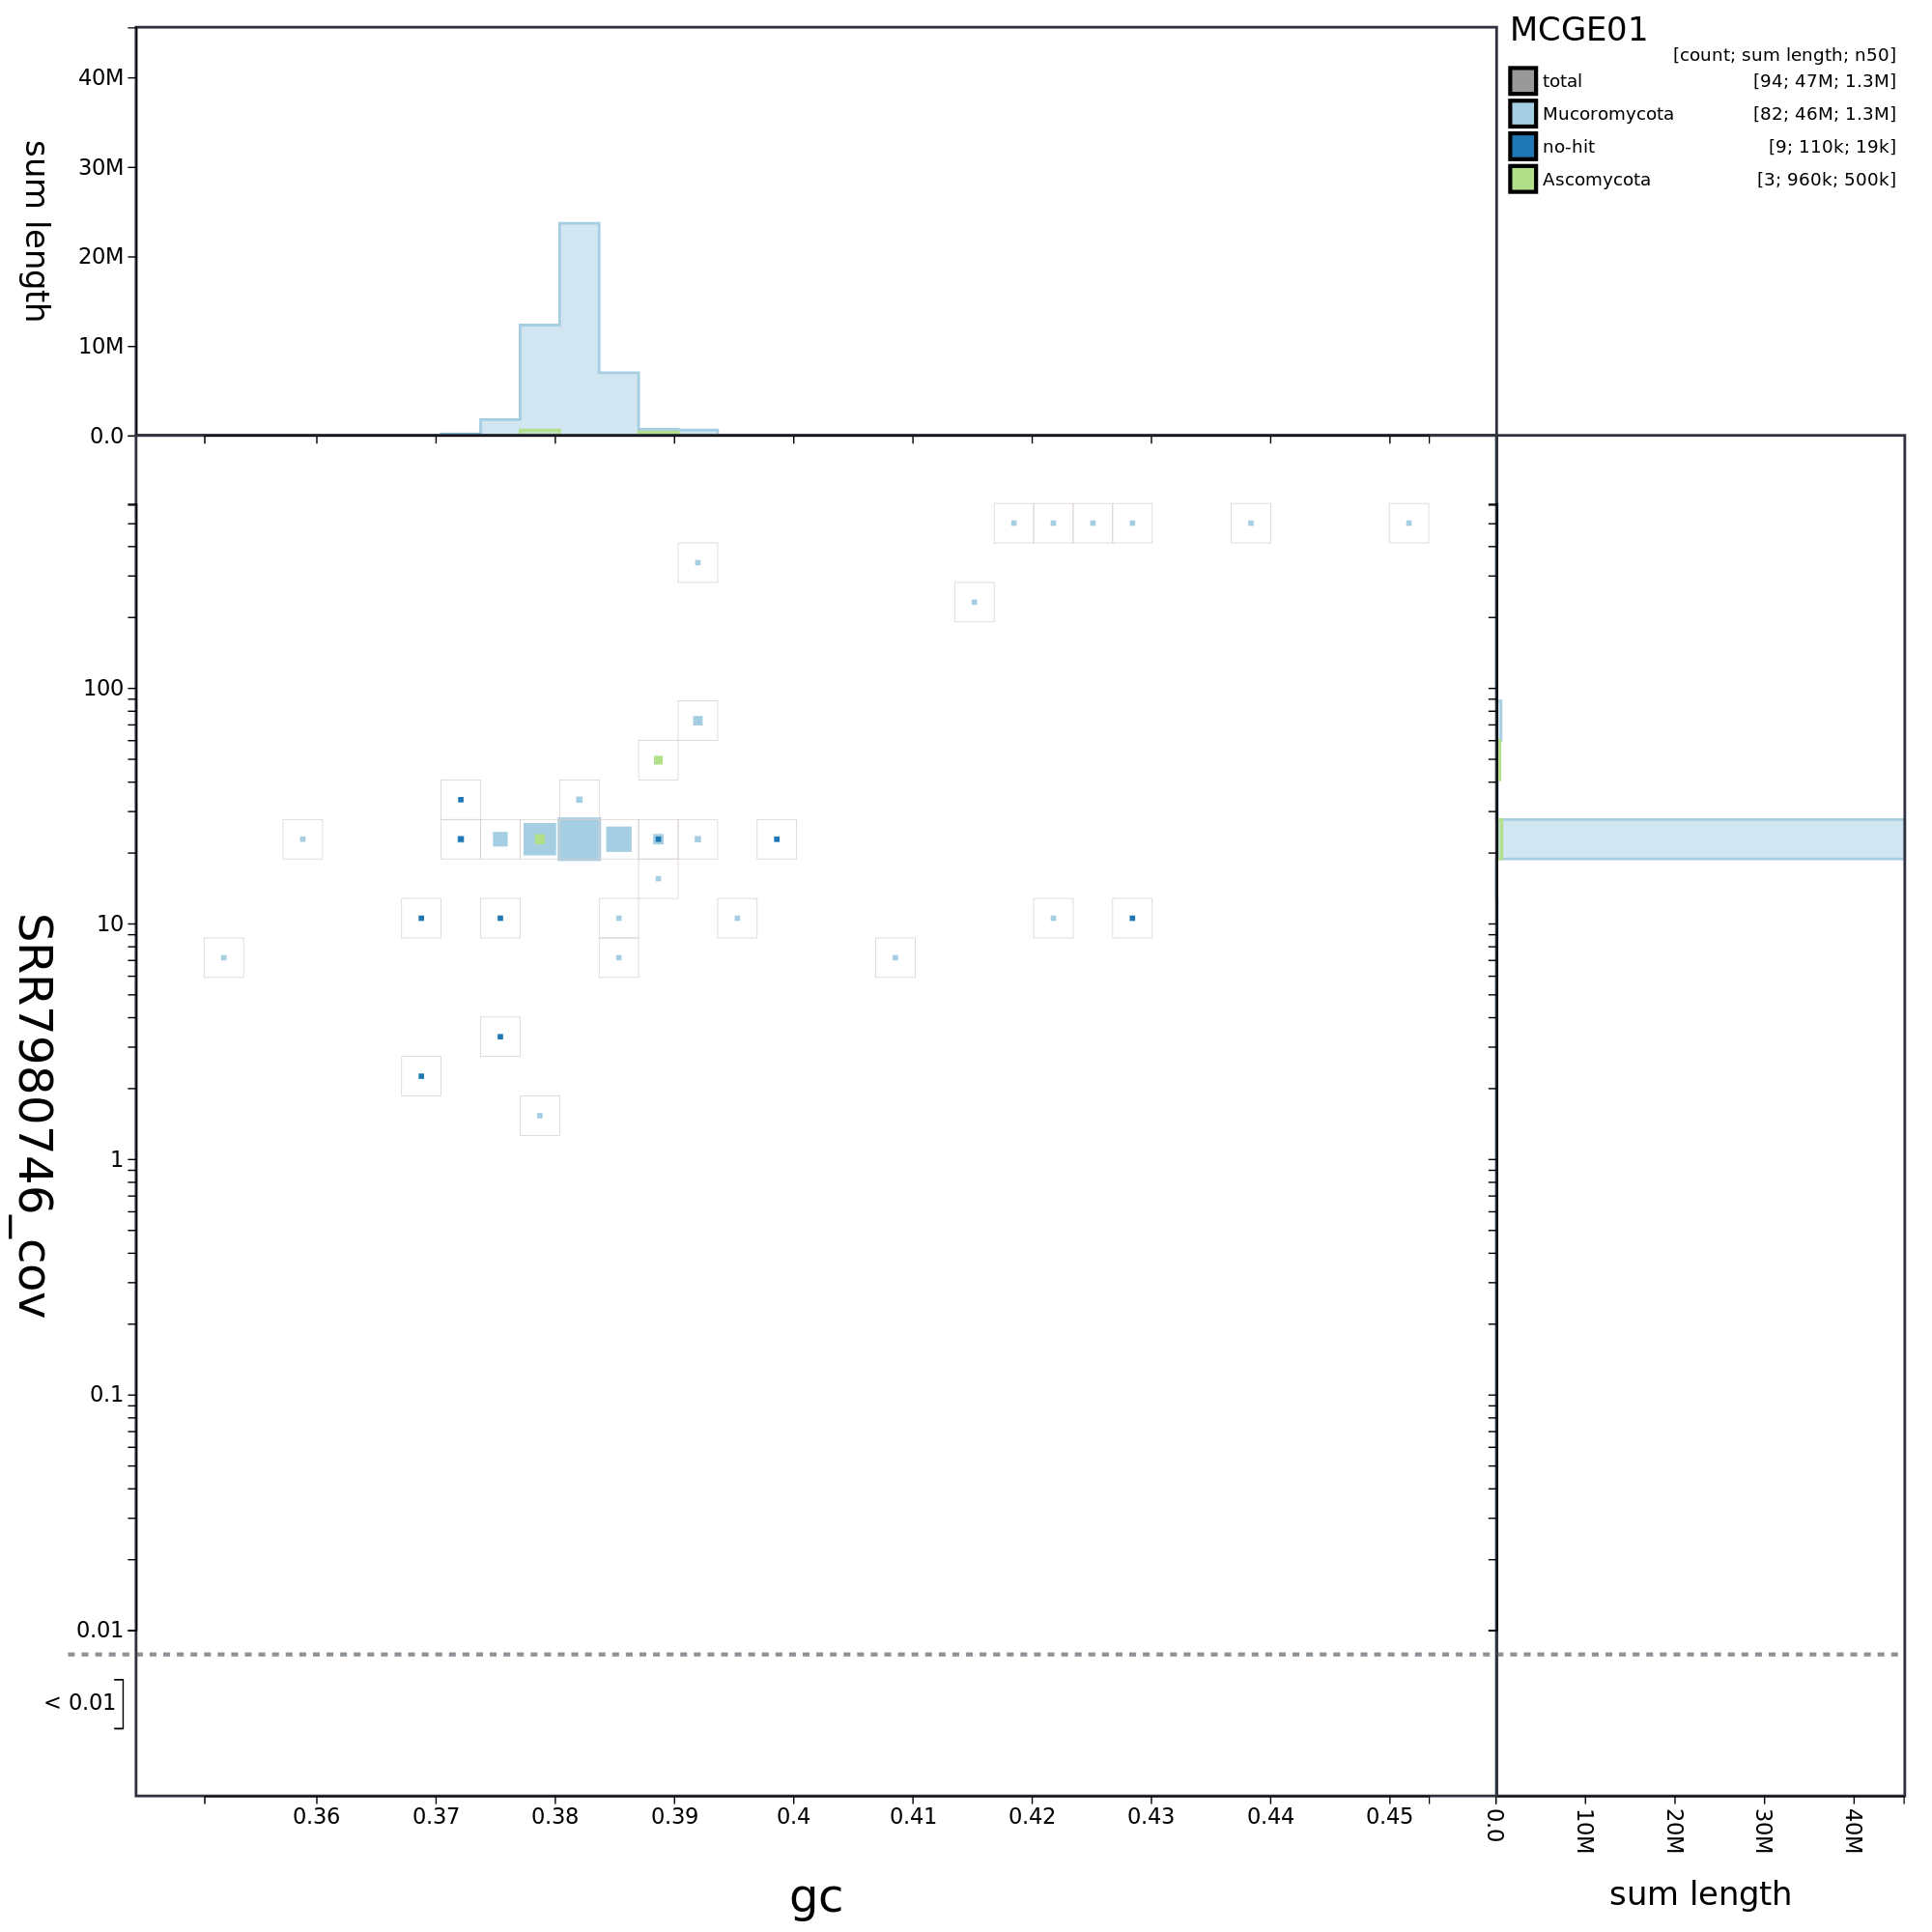 MCGE01
[count; sum length; n50]
total [94; 47M; 1.3M]
Mucoromycota [82; 46M; 1.3M]
no-hit [9; 110k; 19k]
Ascomycota [3; 960k; 500k]
sum length
40M
30M
20M
10M
0.0
SRR7980746_cov
100
10
1
0.1
0.01
< 0.01
0.36 0.37 0.38 0.39 0.4 0.41 0.42 0.43 0.44 0.45
gc
0.0 10M 20M 30M 40M
sum length